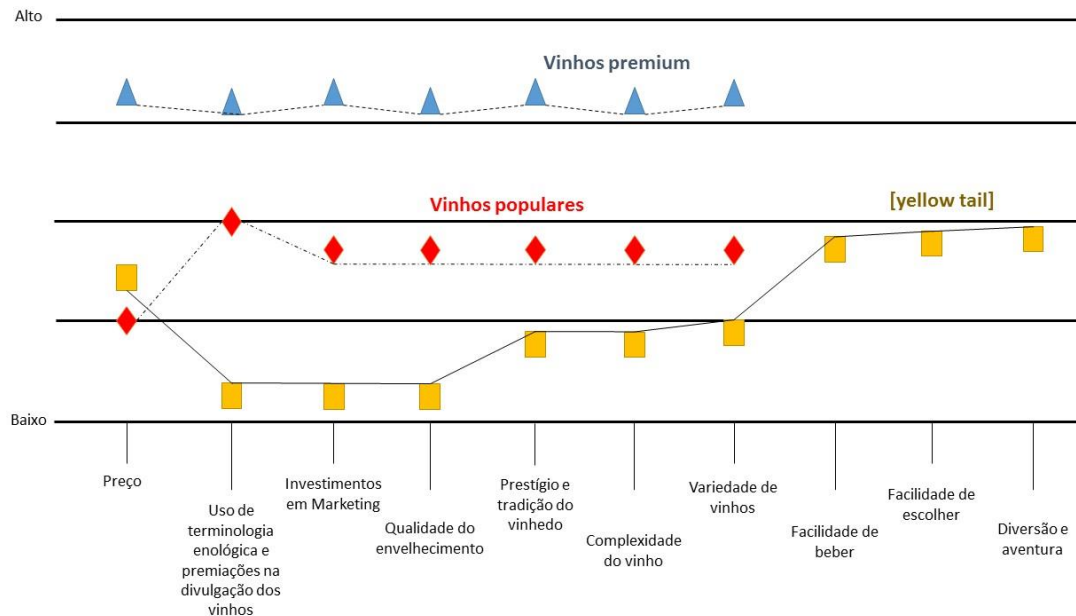 Alto
Vinhos premium
Vinhos populares
[yellow tail]
Baixo
Preço
Uso de
terminologia
enológica e
premiações na
divulgação dos
vinhos
Investimentos
em Marketing
Qualidade do
envelhecimento
Prestígio e
tradição do
vinhedo
Complexidade
do vinho
Variedade de
vinhos
Facilidade de
beber
Facilidade de
escolher
Diversão e
aventura